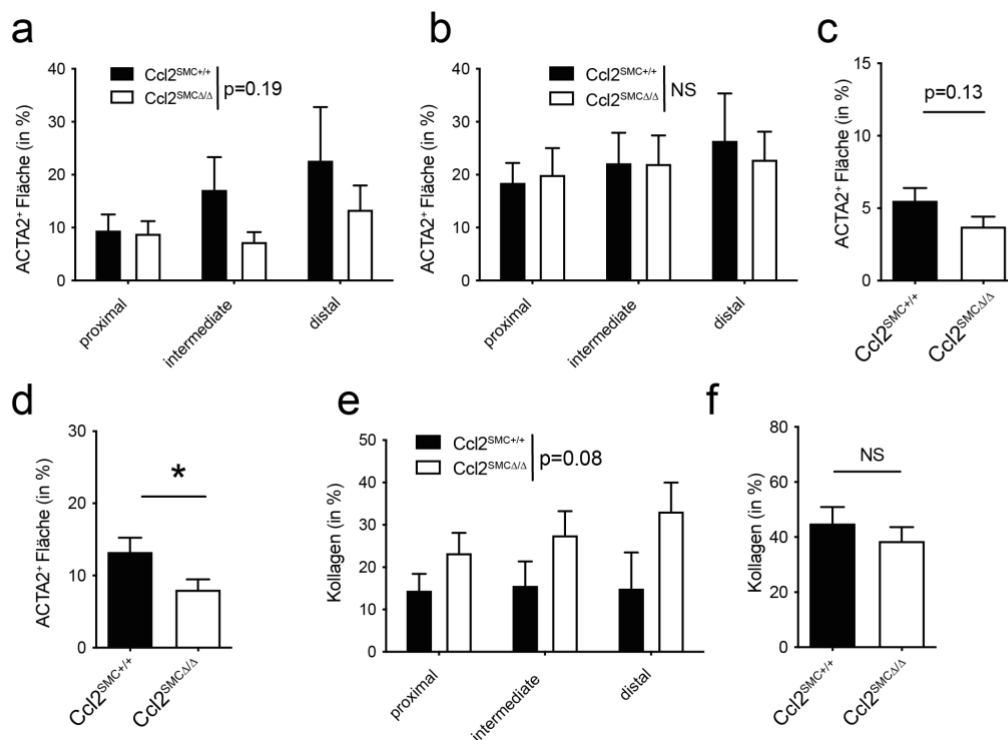 a
Ccl2SMC+/+
Ccl2SMCΔ/Δ
p=0.19
ACTA2+ Fläche (in %)
40
30
20
10
0
proximal
intermediate
distal
b
Ccl2SMC+/+
Ccl2SMCΔ/Δ
NS
ACTA2+ Fläche (in %)
40
30
20
10
0
proximal
intermediate
distal
c
p=0.13
ACTA2+ Fläche (in %)
15
10
5
0
Ccl2SMC+/+
Ccl2SMCΔ/Δ
d
*
ACTA2+ Fläche (in %)
30
20
10
0
Ccl2SMC+/+
Ccl2SMCΔ/Δ
e
Ccl2SMC+/+
Ccl2SMCΔ/Δ
p=0.08
Kollagen (in %)
50
40
30
20
10
0
proximal
intermediate
distal
f
NS
Kollagen (in %)
80
60
40
20
0
Ccl2SMC+/+
Ccl2SMCΔ/Δ